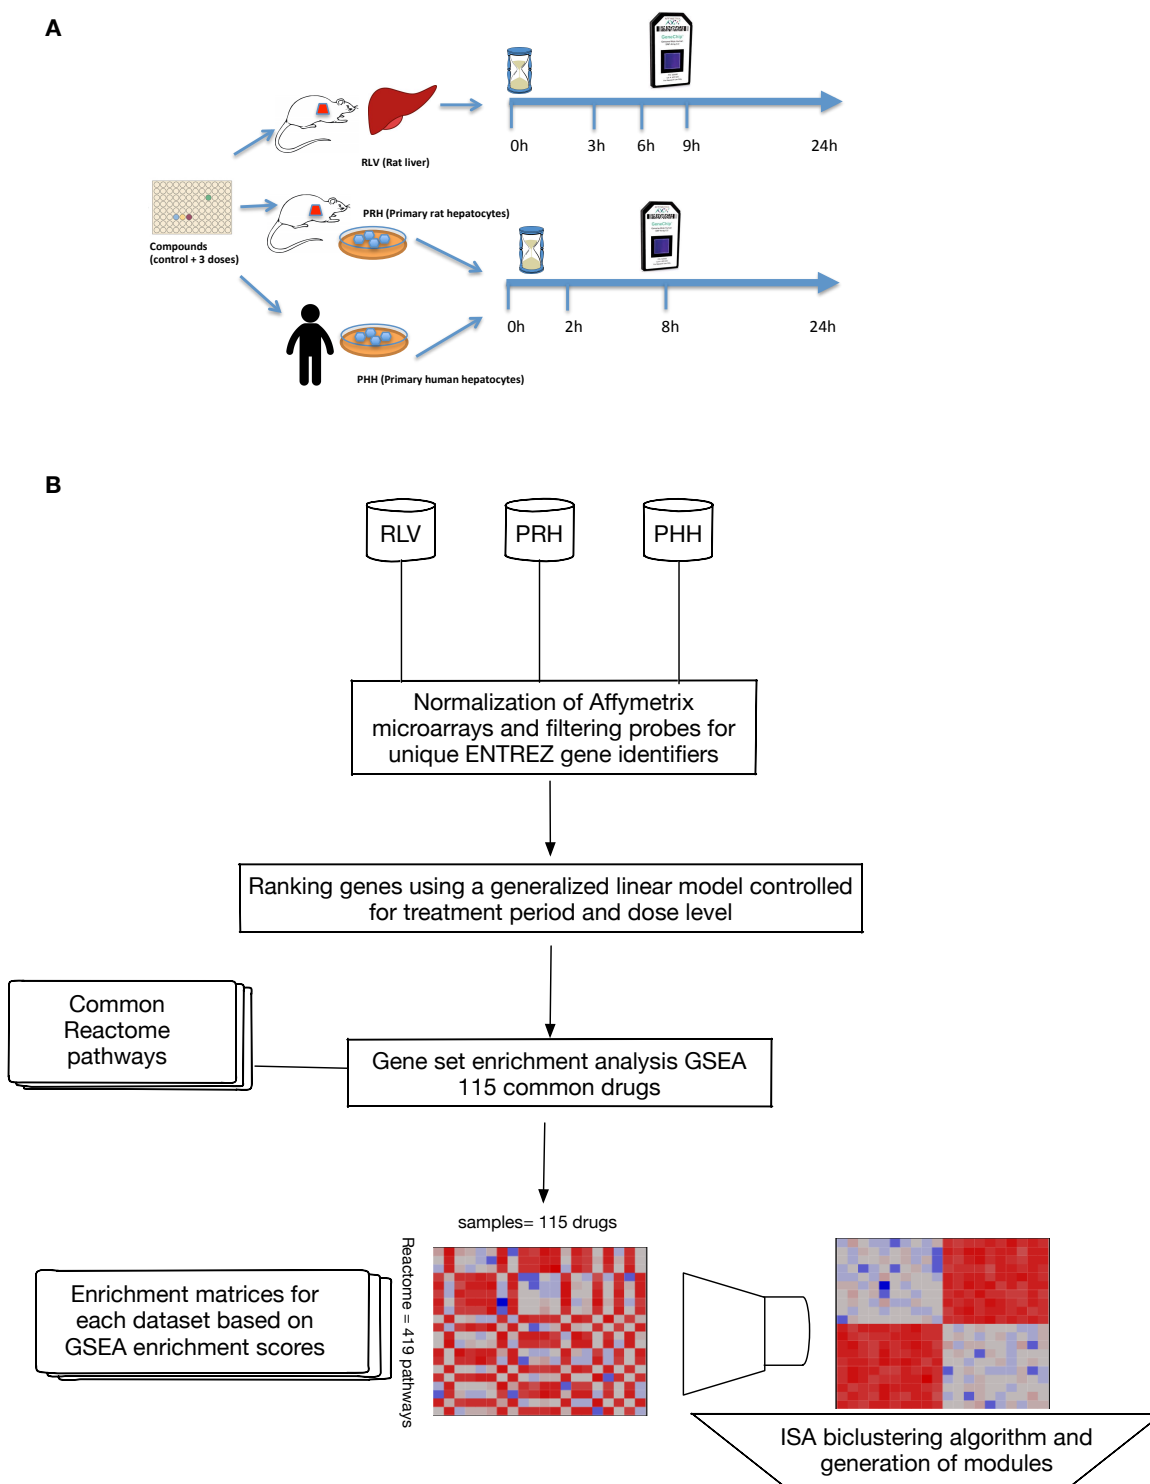 A
GeneChip
0h
3h
6h
9h
24h
RLV (Rat liver)
PRH (Primary rat hepatocytes)
GeneChip
Compounds
(control + 3 doses)
0h
2h
8h
24h
PHH (Primary human hepatocytes)
B
RLV
PRH
PHH
Normalization of Affymetrix
microarrays and filtering probes for
unique ENTREZ gene identifiers
Ranking genes using a generalized linear model controlled
for treatment period and dose level
Common
Reactome
pathways
Gene set enrichment analysis GSEA
115 common drugs
samples= 115 drugs
Reactome = 419 pathways
Enrichment matrices for
each dataset based on
GSEA enrichment scores
ISA biclustering algorithm and
generation of modules